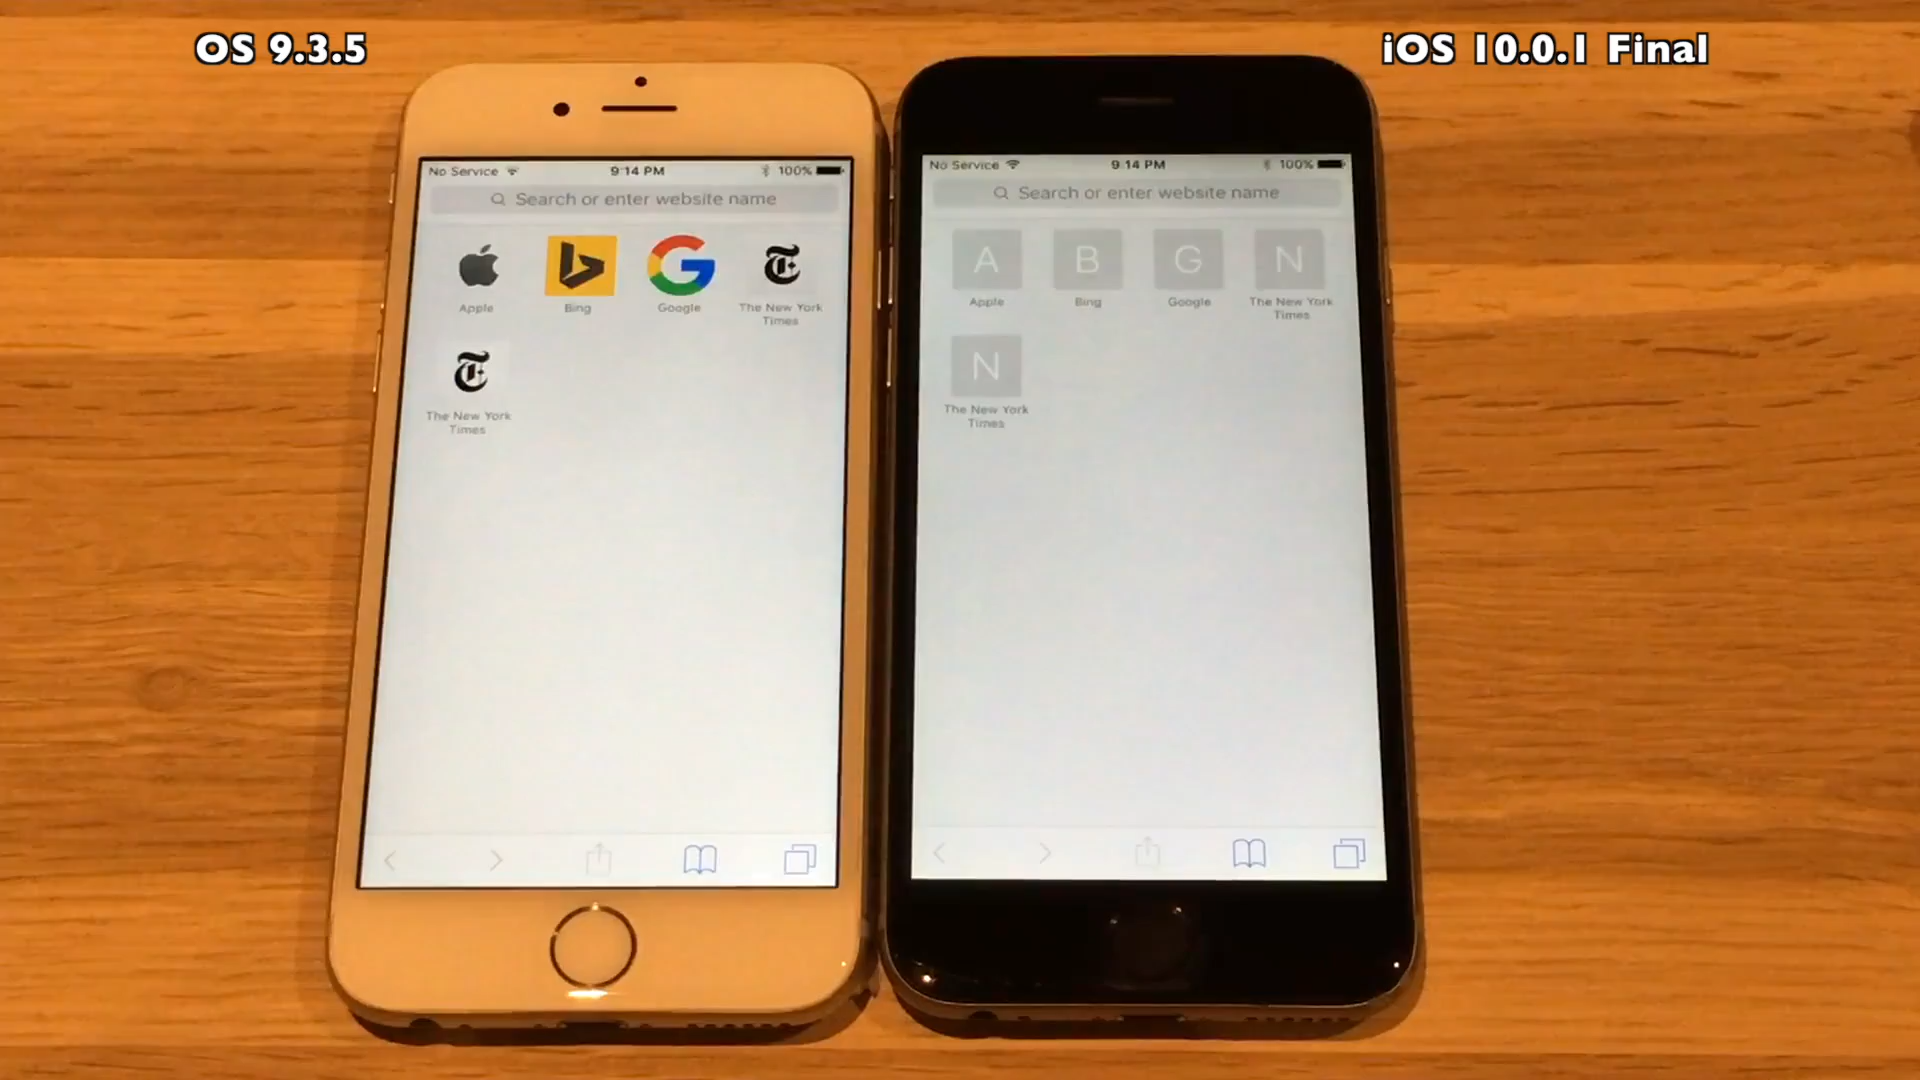 OS 9.3.5
iOS 10.0.1 Final
No Service 9:14 PM 100%
Search or enter website name
Apple Bing Google The New York
Times
The New York
Times
No Service 9:14 PM 100%
Search or enter website name
A B G N
Apple Bing Google The New York
Times
N
The New York
Times